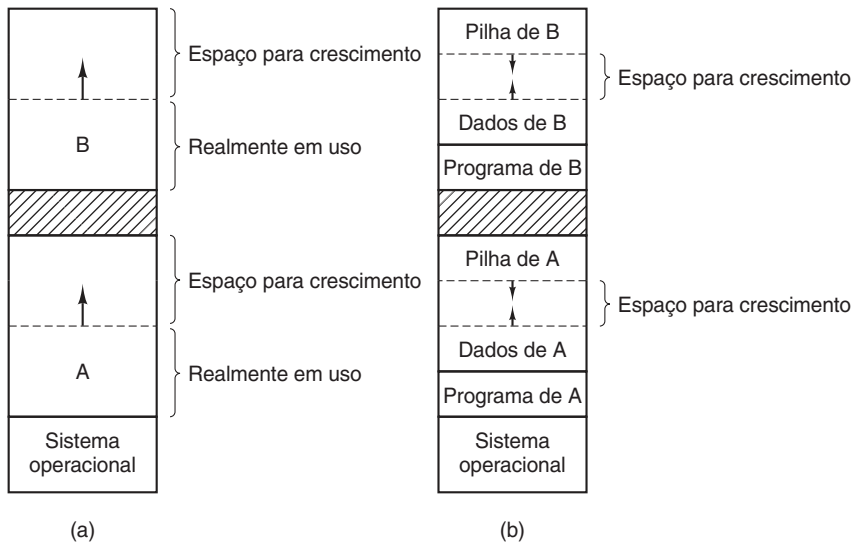 Espaço para crescimento
B
Realmente em uso
Espaço para crescimento
A
Realmente em uso
Sistema
operacional
(a)
Pilha de B
Espaço para crescimento
Dados de B
Programa de B
Pilha de A
Espaço para crescimento
Dados de A
Programa de A
Sistema
operacional
(b)